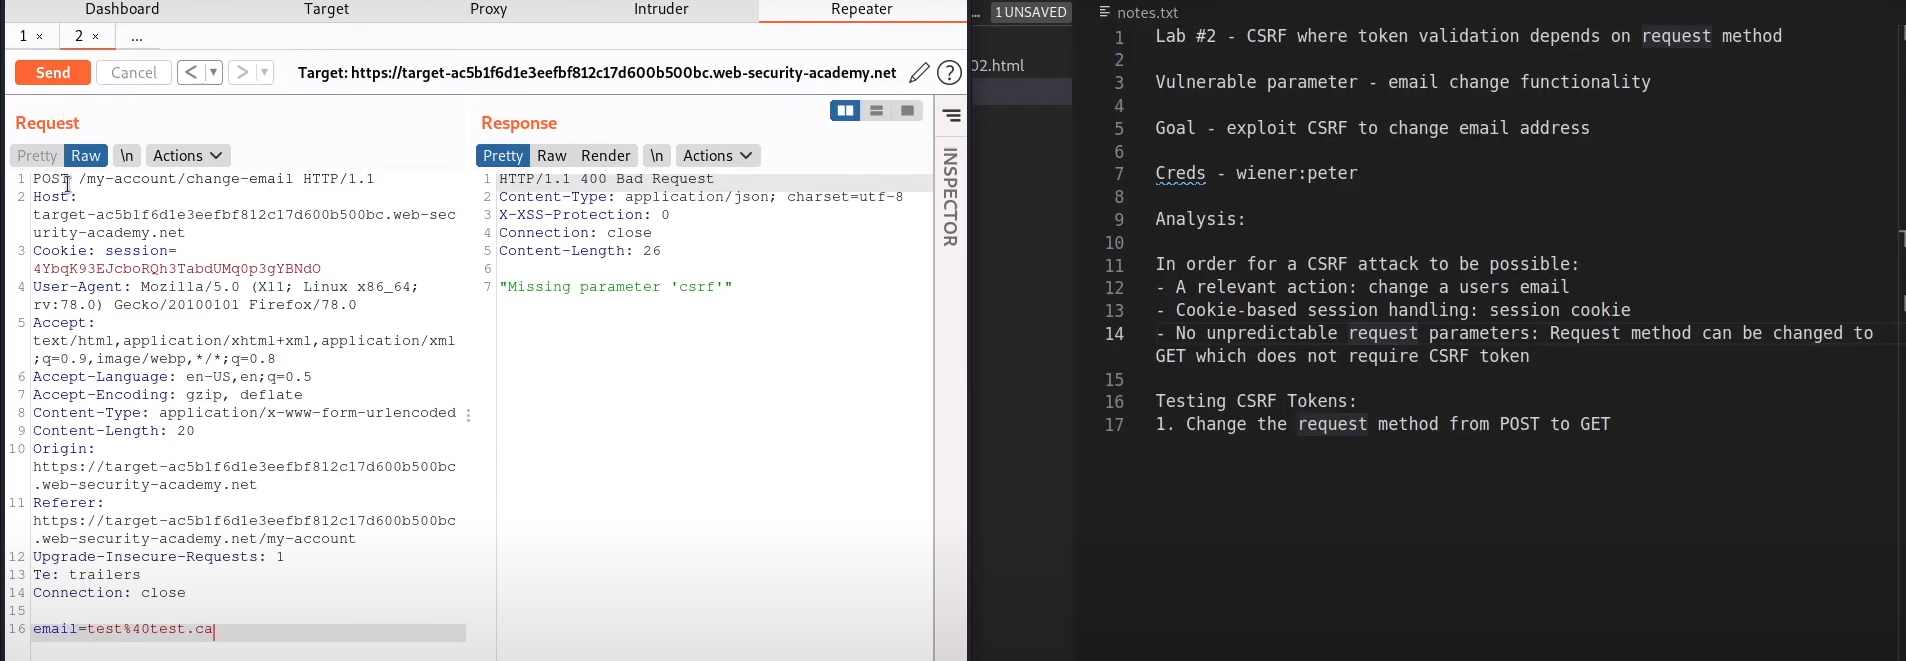 Dashboard Target Proxy Intruder Repeater
1 × 2 × ...
Send Cancel < ▾ > ▾ Target: https://target-ac5b1f6d1e3eefbf812c17d600b500bc.web-security-academy.net ?
Request
Pretty Raw \n Actions
1 POST /my-account/change-email HTTP/1.1
2 Host:
target-ac5b1f6d1e3eefbf812c17d600b500bc.web-sec
urity-academy.net
3 Cookie: session=
4YbqK93EJcboRQh3TabdUMq0p3gYBNdO
4 User-Agent: Mozilla/5.0 (X11; Linux x86_64;
rv:78.0) Gecko/20100101 Firefox/78.0
5 Accept:
text/html,application/xhtml+xml,application/xml
;q=0.9,image/webp,*/*;q=0.8
6 Accept-Language: en-US,en;q=0.5
7 Accept-Encoding: gzip, deflate
8 Content-Type: application/x-www-form-urlencoded
9 Content-Length: 20
10 Origin:
https://target-ac5b1f6d1e3eefbf812c17d600b500bc
.web-security-academy.net
11 Referer:
https://target-ac5b1f6d1e3eefbf812c17d600b500bc
.web-security-academy.net/my-account
12 Upgrade-Insecure-Requests: 1
13 Te: trailers
14 Connection: close
15
16 email=test%40test.ca
Response
Pretty Raw Render \n Actions
1 HTTP/1.1 400 Bad Request
2 Content-Type: application/json; charset=utf-8
3 X-XSS-Protection: 0
4 Connection: close
5 Content-Length: 26
6
7 "Missing parameter 'csrf'"
INSPECTOR
... 1 UNSAVED
02.html
notes.txt
1 Lab #2 - CSRF where token validation depends on request method
2
3 Vulnerable parameter - email change functionality
4
5 Goal - exploit CSRF to change email address
6
7 Creds - wiener:peter
8
9 Analysis:
10
11 In order for a CSRF attack to be possible:
12 - A relevant action: change a users email
13 - Cookie-based session handling: session cookie
14 - No unpredictable request parameters: Request method can be changed to
GET which does not require CSRF token
15
16 Testing CSRF Tokens:
17 1. Change the request method from POST to GET